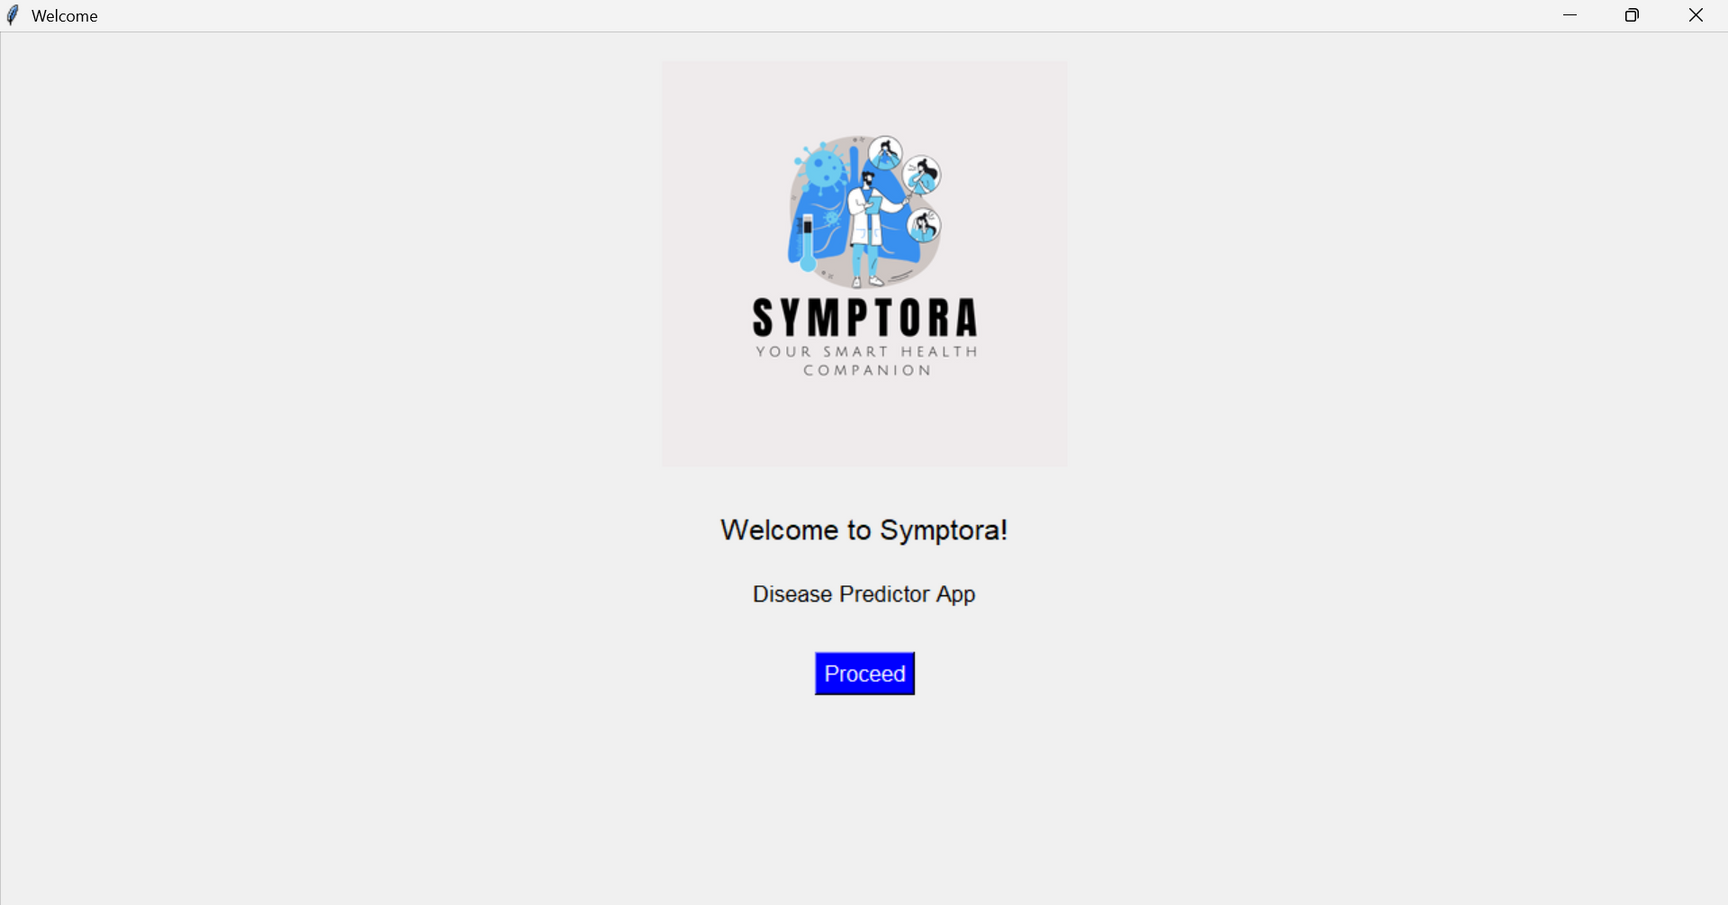 Welcome
SYMPTORA
YOUR SMART HEALTH
COMPANION
Welcome to Symptora!
Disease Predictor App
Proceed